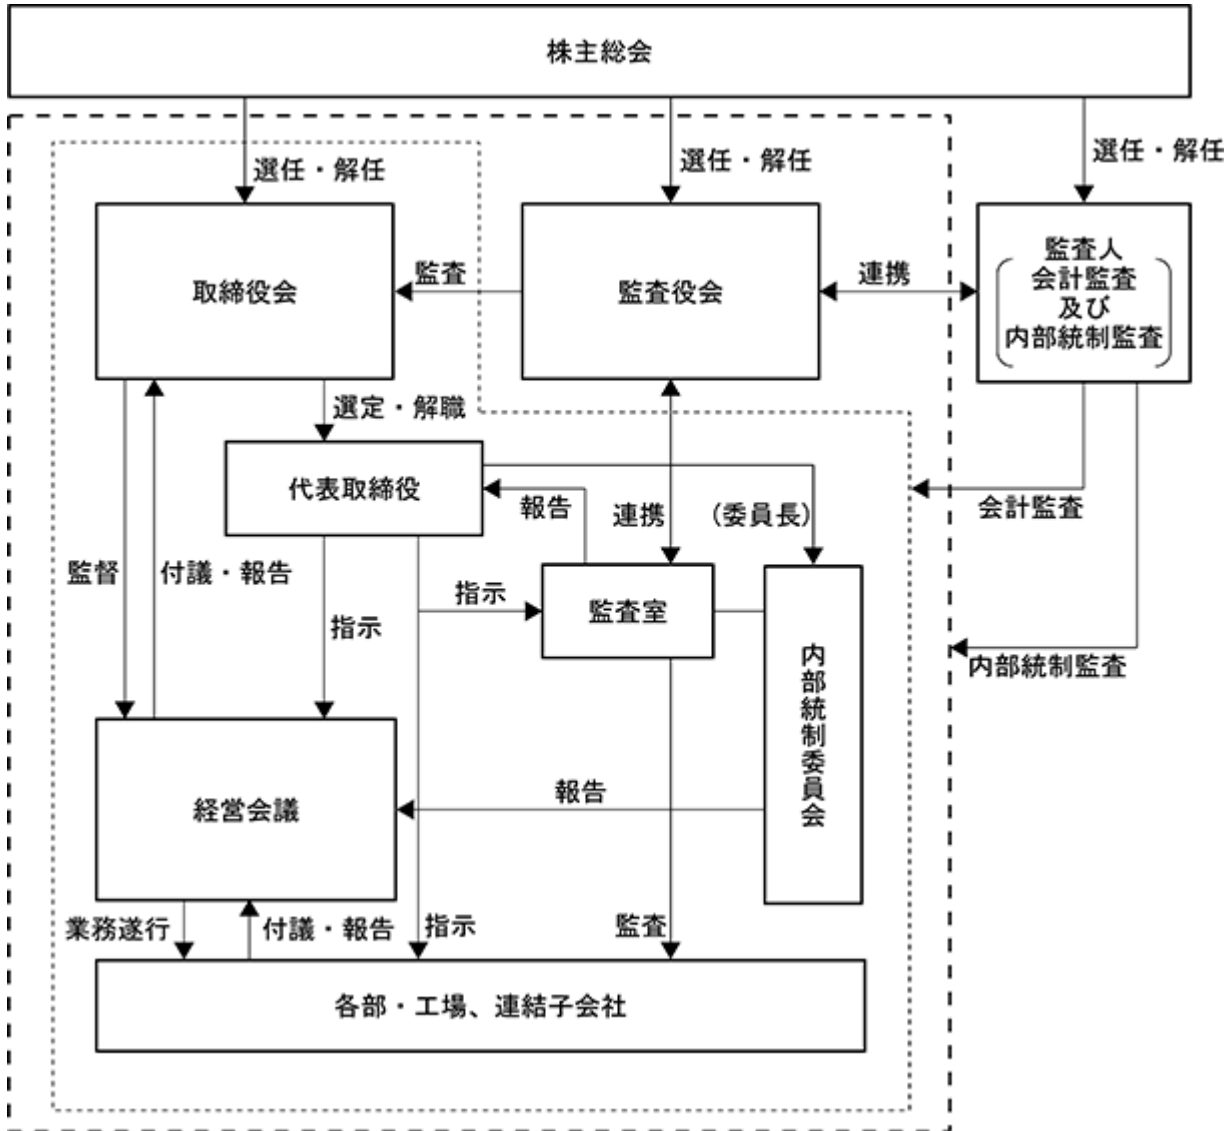 株主総会
選任・解任
選任・解任
選任・解任
取締役会
監査
監査役会
連携
監査人
会計監査
及び
内部統制監査
選定・解職
代表取締役
報告
連携
(委員長)
会計監査
監督
付議・報告
指示
指示
監査室
内部統制委員会
内部統制監査
経営会議
報告
業務遂行
付議・報告
指示
監査
各部・工場、連結子会社